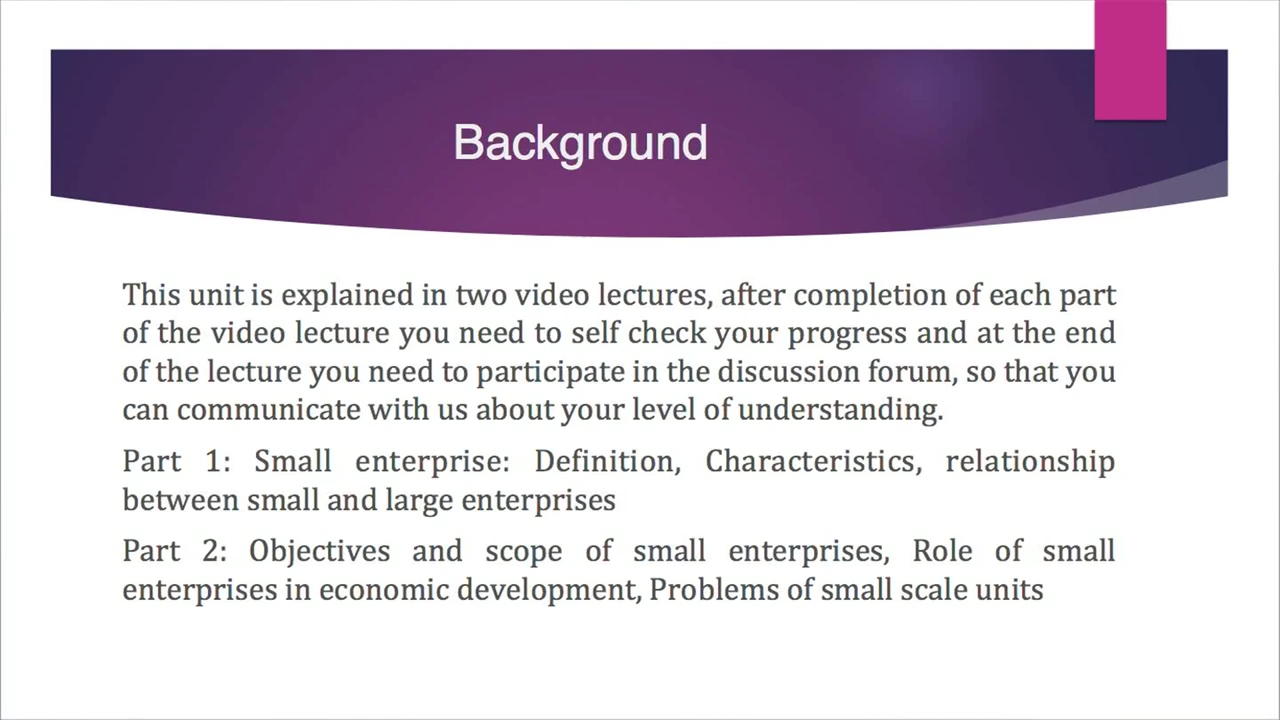 Background
This unit is explained in two video lectures, after completion of each part
of the video lecture you need to self check your progress and at the end
of the lecture you need to participate in the discussion forum, so that you
can communicate with us about your level of understanding.
Part 1: Small enterprise: Definition, Characteristics, relationship
between small and large enterprises
Part 2: Objectives and scope of small enterprises, Role of small
enterprises in economic development, Problems of small scale units